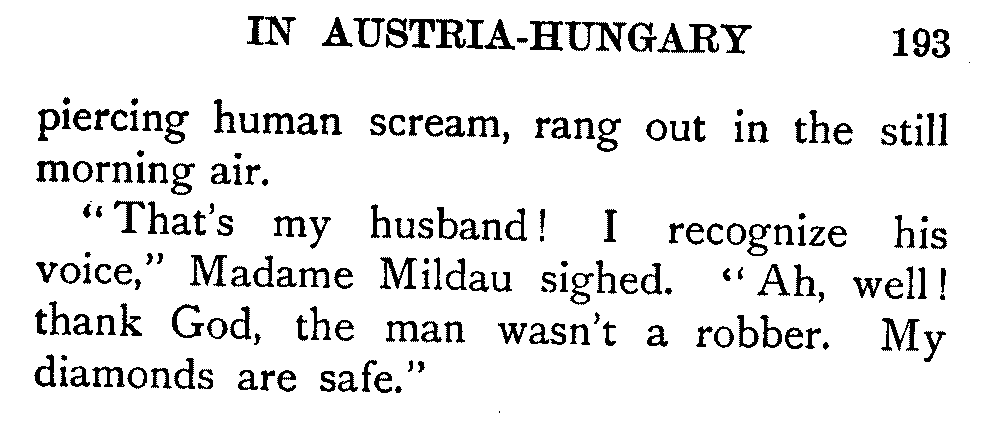 IN AUSTRIA-HUNGARY 193
piercing human scream, rang out in the still
morning air.
“That's my husband! I recognize his
voice,” Madame Mildau sighed. “Ah, well!
thank God, the man wasn't a robber. My
diamonds are safe.”